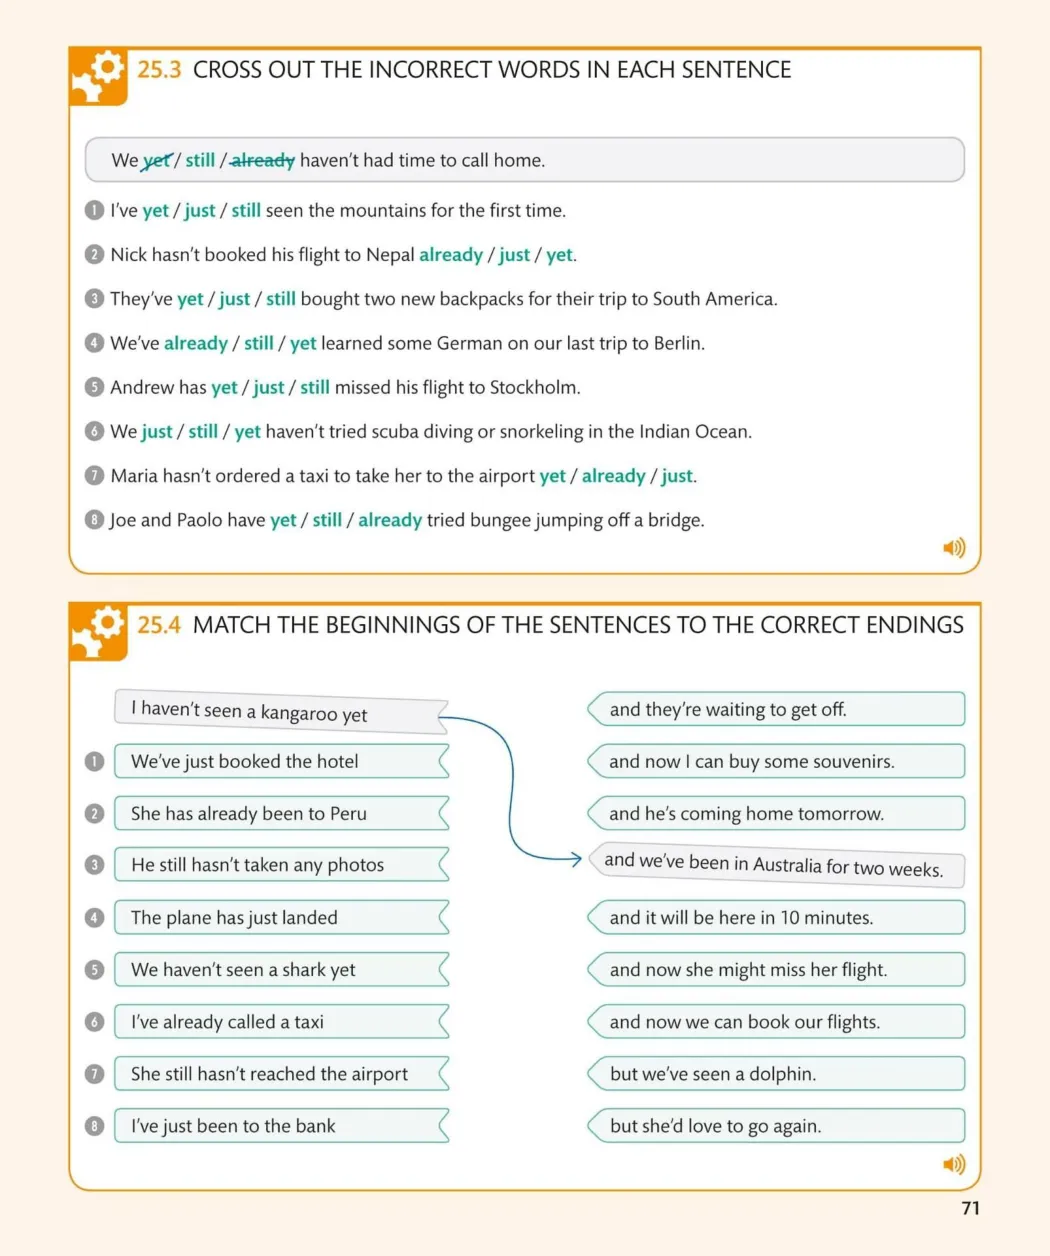 25.3 CROSS OUT THE INCORRECT WORDS IN EACH SENTENCE
We yet / still / already haven't had time to call home.
1 I've yet / just / still seen the mountains for the first time.
2 Nick hasn't booked his flight to Nepal already / just / yet.
3 They've yet / just / still bought two new backpacks for their trip to South America.
4 We've already / still / yet learned some German on our last trip to Berlin.
5 Andrew has yet / just / still missed his flight to Stockholm.
6 We just / still / yet haven't tried scuba diving or snorkeling in the Indian Ocean.
7 Maria hasn't ordered a taxi to take her to the airport yet / already / just.
8 Joe and Paolo have yet / still / already tried bungee jumping off a bridge.
25.4 MATCH THE BEGINNINGS OF THE SENTENCES TO THE CORRECT ENDINGS
I haven't seen a kangaroo yet
and they're waiting to get off.
1 We've just booked the hotel
and now I can buy some souvenirs.
2 She has already been to Peru
and he's coming home tomorrow.
3 He still hasn't taken any photos
and we've been in Australia for two weeks.
4 The plane has just landed
and it will be here in 10 minutes.
5 We haven't seen a shark yet
and now she might miss her flight.
6 I've already called a taxi
and now we can book our flights.
7 She still hasn't reached the airport
but we've seen a dolphin.
8 I've just been to the bank
but she'd love to go again.
71